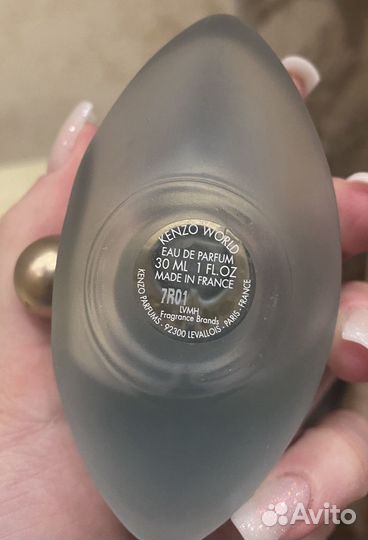 KENZO WORLD
EAU DE PARFUM
30 ML 1 FL.OZ
MADE IN FRANCE
7R01
LVMH
Fragrance Brands
KENZO PARFUMS - 92300 LEVALLOIS - PARIS - FRANCE
Avito